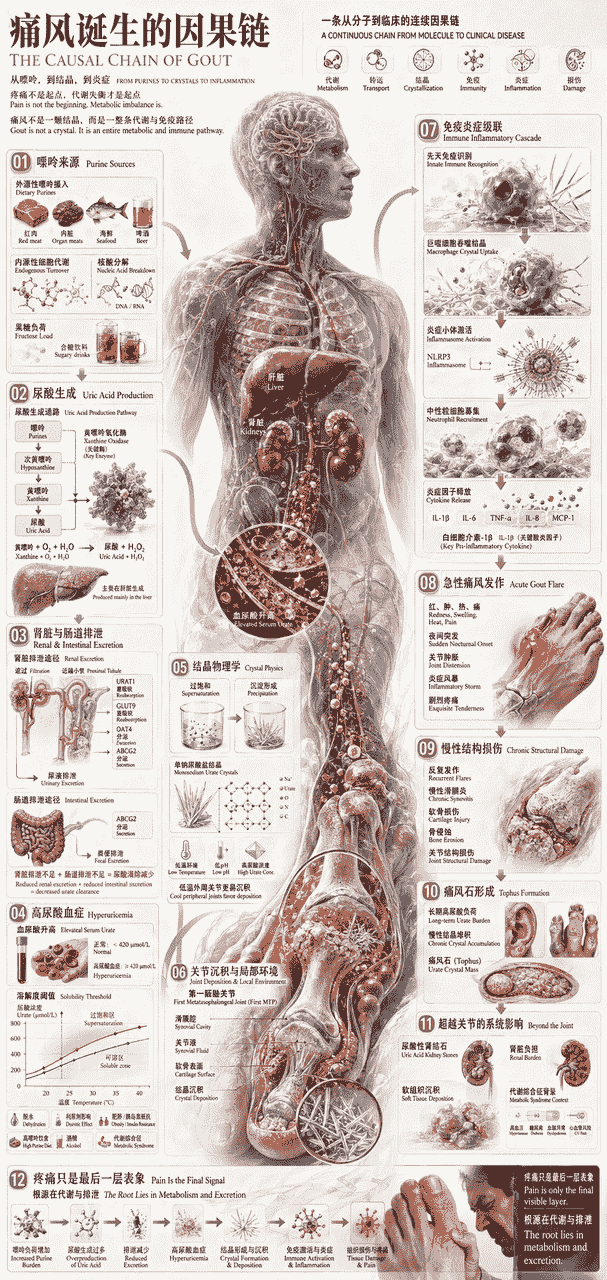 痛风诞生的因果链
THE CAUSAL CHAIN OF GOUT
从嘌呤，到结晶，到炎症 FROM PURINES TO CRYSTALS TO INFLAMMATION
疼痛不是起点，代谢失衡才是起点
Pain is not the beginning. Metabolic imbalance is.
痛风不是一颗结晶，而是一整条代谢与免疫路径
Gout is not a crystal. It is an entire metabolic and immune pathway.
一条从分子到临床的连续因果链
A CONTINUOUS CHAIN FROM MOLECULE TO CLINICAL DISEASE
代谢 转运 结晶 免疫 炎症 损伤
Metabolism Transport Crystallization Immunity Inflammation Damage
01 嘌呤来源 Purine Sources
外源性嘌呤摄入
Dietary Purines
红肉 内脏 海鲜 啤酒
Red meat Organ meats Seafood Beer
内源性细胞代谢 核酸分解
Endogenous Turnover Nucleic Acid Breakdown
DNA / RNA
果糖负荷
Fructose Load
含糖饮料
Sugary drinks
02 尿酸生成 Uric Acid Production
尿酸生成通路 Uric Acid Production Pathway
嘌呤
Purines
次黄嘌呤
Hypoxanthine
黄嘌呤
Xanthine
尿酸
Uric Acid
黄嘌呤氧化酶
Xanthine Oxidase
(关键酶)
(Key Enzyme)
黄嘌呤 + O₂ + H₂O → 尿酸 + H₂O₂
Xanthine + O₂ + H₂O Uric Acid + H₂O₂
主要在肝脏生成
Produced mainly in the liver
03 肾脏与肠道排泄
Renal & Intestinal Excretion
肾脏排泄途径 Renal Excretion
滤过 Filtration 近端小管 Proximal Tubule
URAT1
重吸收
Reabsorption
GLUT9
重吸收
Reabsorption
OAT4
分泌
ABCG2
分泌
Secretion
尿液排泄
Urinary Excretion
肠道排泄途径 Intestinal Excretion
ABCG2
分泌
Secretion
粪便排泄
Fecal Excretion
肾脏排泄不足 + 肠道排泄不足 = 尿酸清除减少
Reduced renal excretion + reduced intestinal excretion
= decreased urate clearance
04 高尿酸血症 Hyperuricemia
血尿酸升高 Elevated Serum Urate
正常: < 420 μmol/L
Normal
高尿酸血症: ≥ 420 μmol/L
Hyperuricemia
溶解度阈值 Solubility Threshold
尿酸浓度
Urate (μmol/L)
过饱和区
Supersaturation
可溶区
Soluble zone
800
600
400
200
0
20 25 30 35 40
温度 Temperature (°C)
脱水 利尿剂影响 肥胖 / 胰岛素抵抗
Dehydration Diuretic Effect Obesity / Insulin Resistance
高嘌呤饮食 酒精 代谢综合征
High Purine Diet Alcohol Metabolic Syndrome
肝脏
Liver
肾脏
Kidneys
血尿酸升高
Elevated Serum Urate
05 结晶物理学 Crystal Physics
过饱和 沉淀形成
Supersaturation Precipitation
单钠尿酸盐结晶
Monosodium Urate Crystals
Na⁺
Urate
O
N
C
低温环境 低pH 高尿酸浓度
Low Temperature Low pH High Urate Conc.
低温外周关节更易沉积
Cool peripheral joints favor deposition
06 关节沉积与局部环境
Joint Deposition & Local Environment
第一跖趾关节
First Metatarsophalangeal Joint (First MTP)
滑膜腔
Synovial Cavity
关节液
Synovial Fluid
软骨表面
Cartilage Surface
结晶沉积
Crystal Deposition
07 免疫炎症级联
Immune Inflammatory Cascade
先天免疫识别
Innate Immune Recognition
巨噬细胞吞噬结晶
Macrophage Crystal Uptake
炎症小体激活
Inflammasome Activation
NLRP3
Inflammasome
中性粒细胞募集
Neutrophil Recruitment
炎症因子释放
Cytokine Release
IL-1β IL-6 TNF-α IL-8 MCP-1
白细胞介素-1β IL-1β (关键致炎因子)
(Key Pro-inflammatory Cytokine)
08 急性痛风发作 Acute Gout Flare
红、肿、热、痛
Redness, Swelling,
Heat, Pain
夜间突发
Sudden Nocturnal Onset
关节肿胀
Joint Distension
炎症风暴
Inflammatory Storm
剧烈疼痛
Exquisite Tenderness
09 慢性结构损伤 Chronic Structural Damage
反复发作
Recurrent Flares
慢性滑膜炎
Chronic Synovitis
软骨损伤
Cartilage Injury
骨侵蚀
Bone Erosion
关节结构损伤
Joint Structural Damage
10 痛风石形成 Tophus Formation
长期高尿酸负荷
Long-term Urate Burden
慢性结晶堆积
Chronic Crystal Accumulation
痛风石 (Tophus)
Urate Crystal Mass
11 超越关节的系统影响 Beyond the Joint
尿酸性肾结石 肾脏负担
Uric Acid Kidney Stones Renal Burden
软组织沉积 代谢综合征背景
Soft Tissue Deposition Metabolic Syndrome Context
高血压 糖尿病 血脂异常 心血管风险
Hypertension Diabetes Dyslipidemia CV Risk
12 疼痛只是最后一层表象 Pain Is the Final Signal
根源在代谢与排泄 The Root Lies in Metabolism and Excretion
嘌呤负荷增加 尿酸生成过多 排泄减少 高尿酸血症 结晶形成与沉积 免疫激活与炎症 组织损伤与疼痛
Increased Purine Burden Overproduction of Uric Acid Reduced Excretion Hyperuricemia Crystal Formation & Deposition Immune Activation & Inflammation Tissue Damage & Pain
疼痛只是最后一层表象
Pain is only the final
visible layer.
根源在代谢与排泄
The root lies in
metabolism and
excretion.